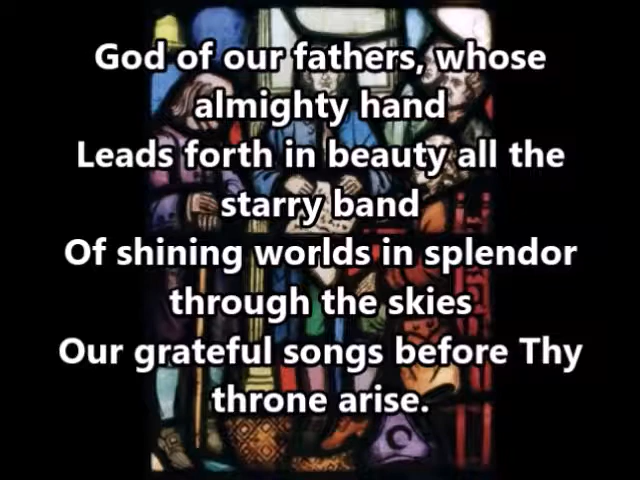 God of our fathers, whose
almighty hand
Leads forth in beauty all the
starry band
Of shining worlds in splendor
through the skies
Our grateful songs before Thy
throne arise.